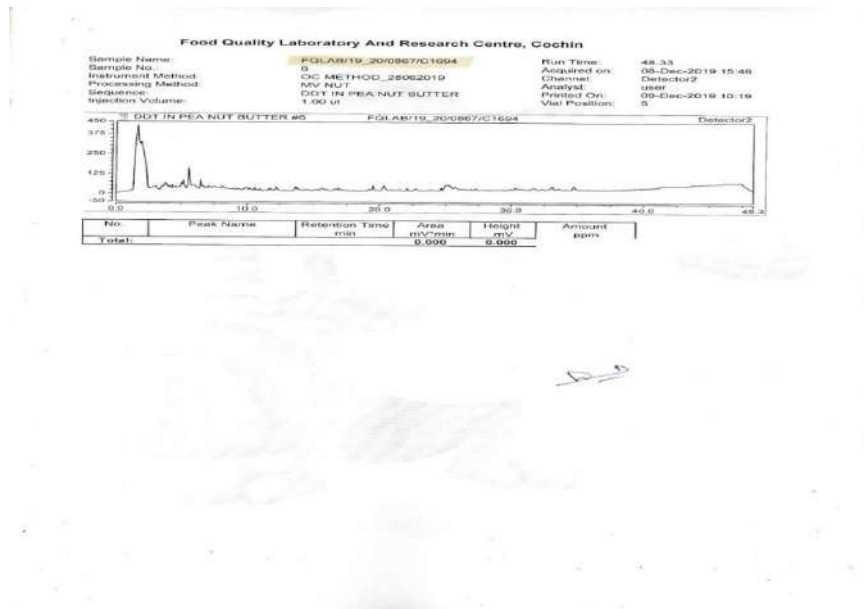 Food Quality Laboratory And Research Centre, Cochin
Sample Name: FQLAB/19_20/0867/C1694 Run Time: 48.33
Sample No.: 6 Acquired on: 08-Dec-2019 15:46
Instrument Method: OC METHOD_28062019 Channel: Detector2
Processing Method: MV NUT Analyst: user
Sequence: DDT IN PEA NUT BUTTER Printed On: 09-Dec-2019 10:19
Injection Volume: 1.00 ul Vial Position: 5
DDT IN PEA NUT BUTTER #6 FQLAB/19_20/0867/C1694 Detector2
450
375
250
125
0
-50
0.0 10.0 20.0 30.0 40.0 48.3
No. Peak Name Retention Time Area Height Amount
min mV*min mV ppm
Total: 0.000 0.000